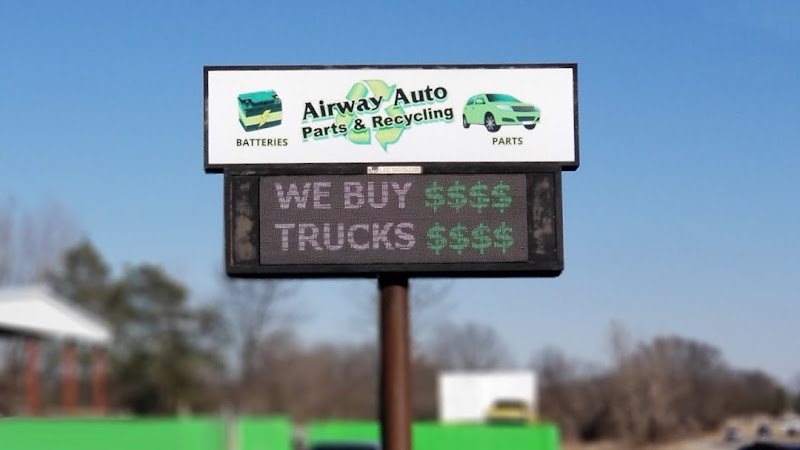 Airway Auto
Parts & Recycling
BATTERIES
PARTS
WE BUY $$$$
TRUCKS $$$$